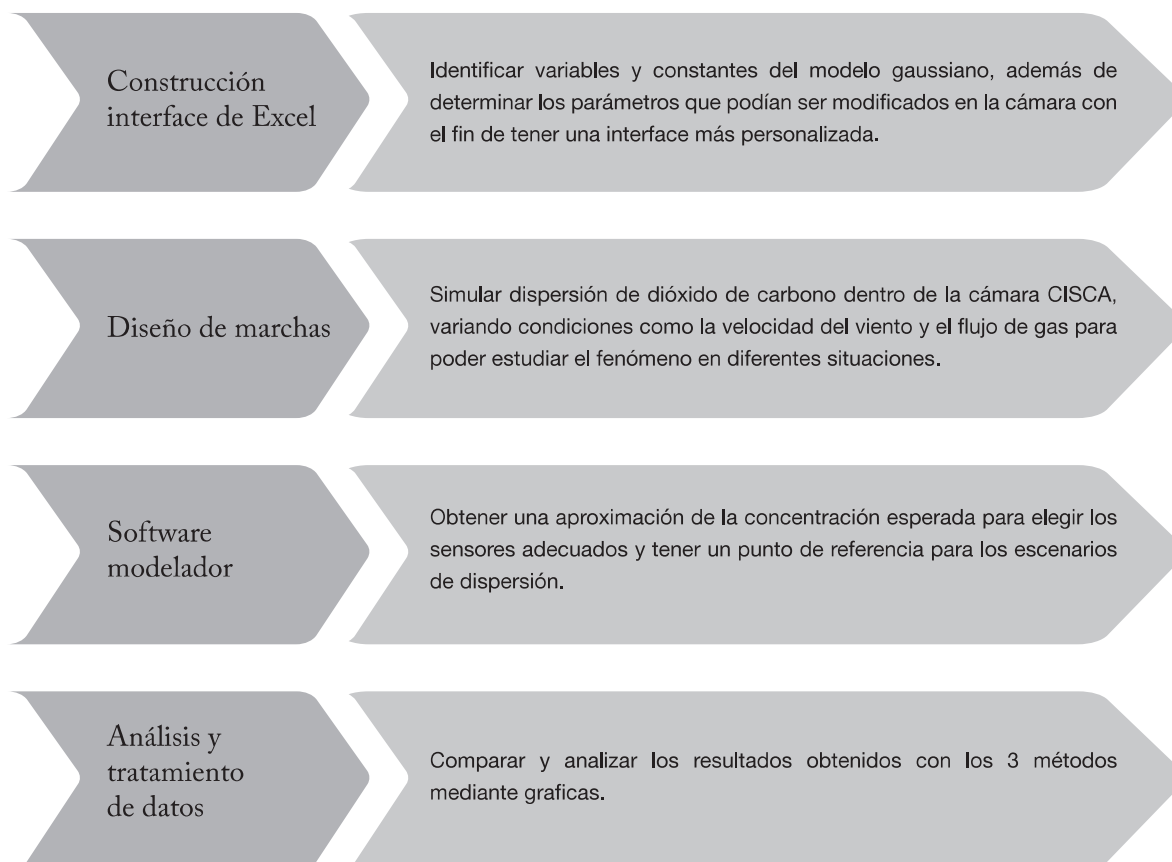 Construcción
interface de Excel
Identificar variables y constantes del modelo gaussiano, además de
determinar los parámetros que podían ser modificados en la cámara con
el fin de tener una interface más personalizada.
Diseño de marchas
Simular dispersión de dióxido de carbono dentro de la cámara CISCA,
variando condiciones como la velocidad del viento y el flujo de gas para
poder estudiar el fenómeno en diferentes situaciones.
Software
modelador
Obtener una aproximación de la concentración esperada para elegir los
sensores adecuados y tener un punto de referencia para los escenarios
de dispersión.
Análisis y
tratamiento
de datos
Comparar y analizar los resultados obtenidos con los 3 métodos
mediante graficas.